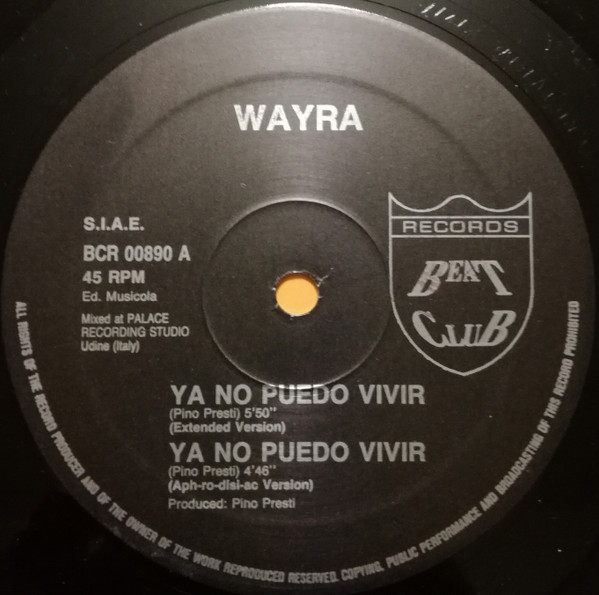 WAYRA
S.I.A.E.
BCR 00890 A
45 RPM
Ed. Musicola
Mixed at PALACE
RECORDING STUDIO
Udine (Italy)
RECORDS
BEAT
CLUB
YA NO PUEDO VIVIR
(Pino Presti) 5'50"
(Extended Version)
YA NO PUEDO VIVIR
(Pino Presti) 4'46"
(Aph-ro-disi-ac Version)
Produced: Pino Presti
ALL RIGHTS OF THE RECORD PRODUCER AND OF THE OWNER OF THE WORK REPRODUCED RESERVED. COPYING, PUBLIC PERFORMANCE AND BROADCASTING OF THIS RECORD PROHIBITED